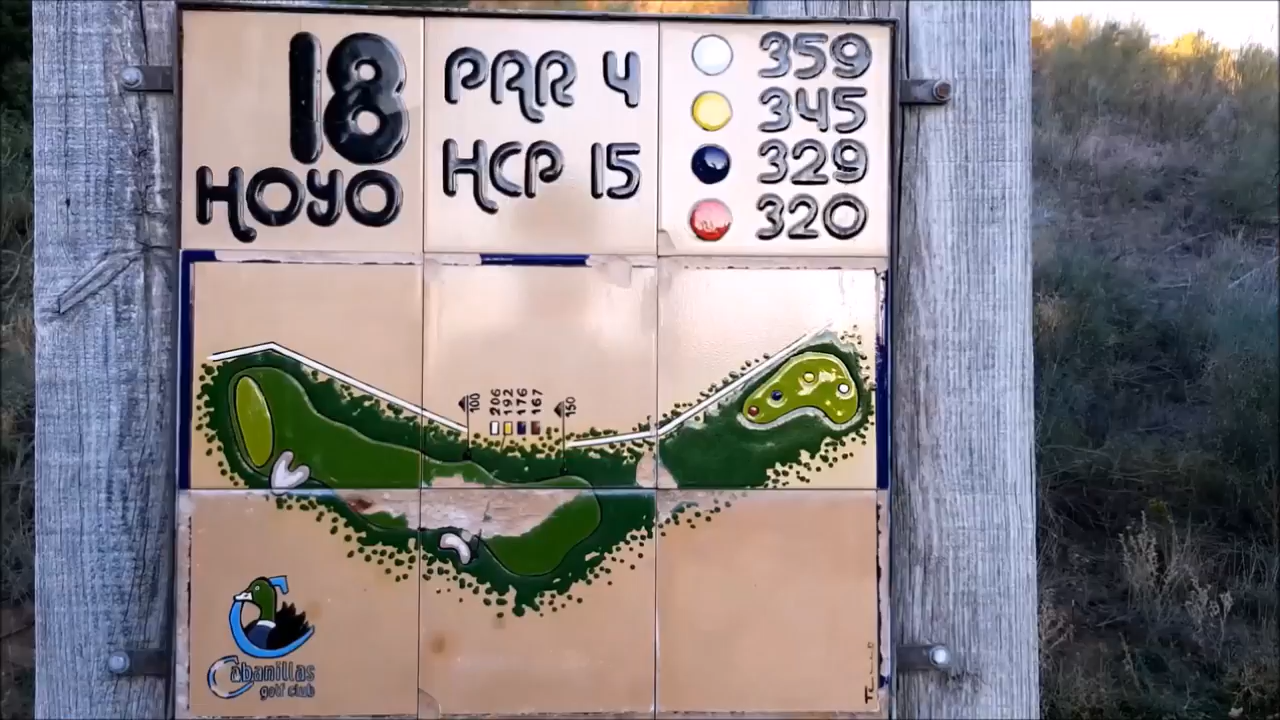 18
HOYO
PAR 4
HCP 15
359
345
329
320
100
206
192
176
167
150
Cabanillas
golf club